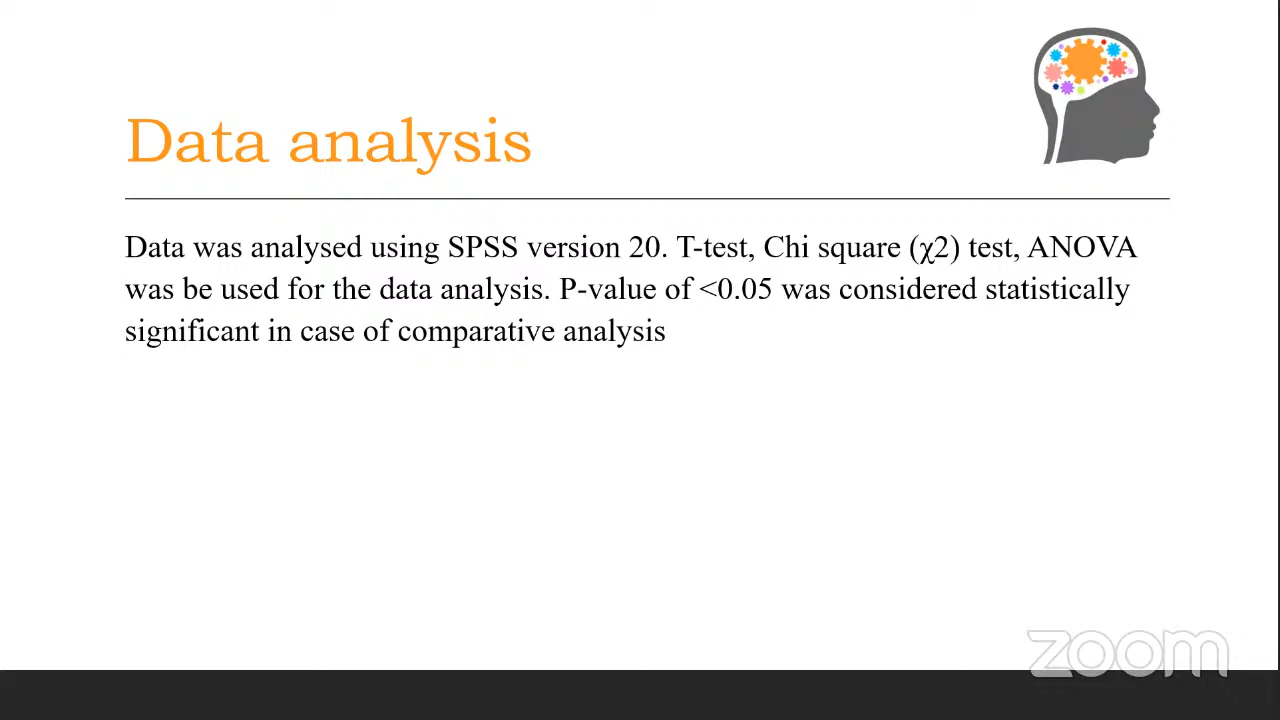 Data analysis
Data was analysed using SPSS version 20. T-test, Chi square (χ2) test, ANOVA
was be used for the data analysis. P-value of <0.05 was considered statistically
significant in case of comparative analysis
zoom